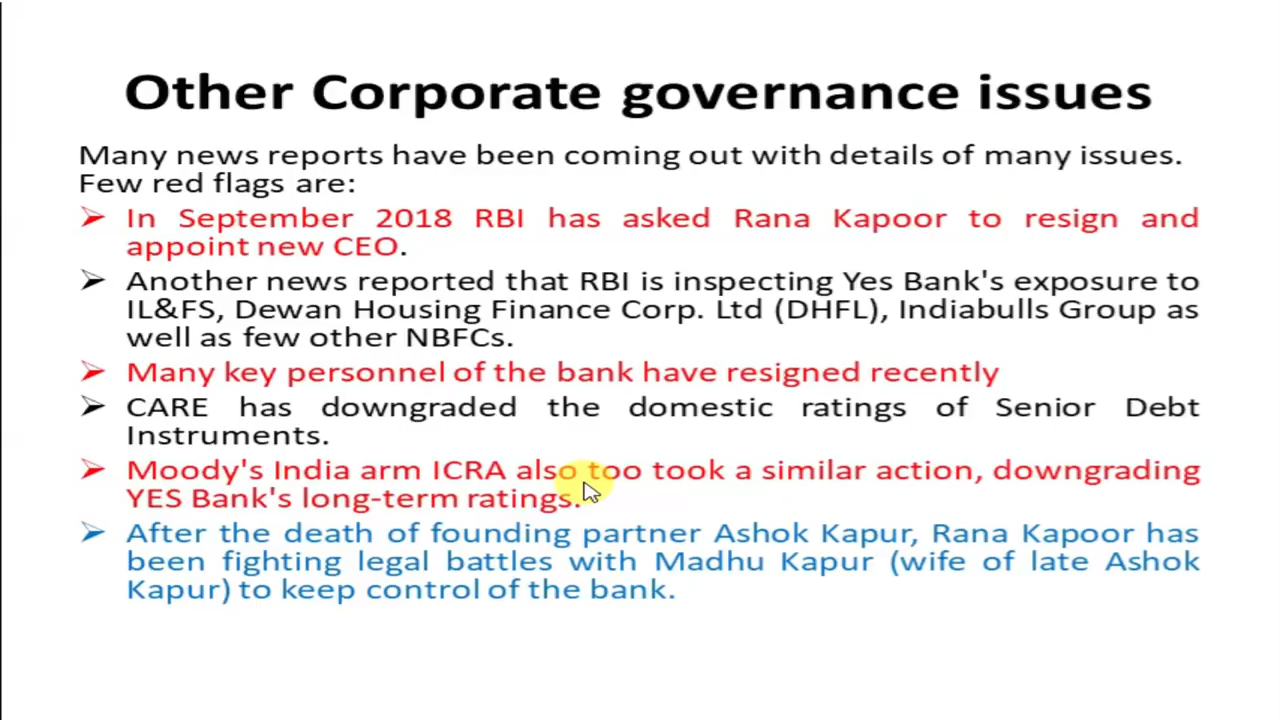 Other Corporate governance issues
Many news reports have been coming out with details of many issues.
Few red flags are:
➢ In September 2018 RBI has asked Rana Kapoor to resign and
appoint new CEO.
➢ Another news reported that RBI is inspecting Yes Bank's exposure to
IL&FS, Dewan Housing Finance Corp. Ltd (DHFL), Indiabulls Group as
well as few other NBFCs.
➢ Many key personnel of the bank have resigned recently
➢ CARE has downgraded the domestic ratings of Senior Debt
Instruments.
➢ Moody's India arm ICRA also too took a similar action, downgrading
YES Bank's long-term ratings.
➢ After the death of founding partner Ashok Kapur, Rana Kapoor has
been fighting legal battles with Madhu Kapur (wife of late Ashok
Kapur) to keep control of the bank.